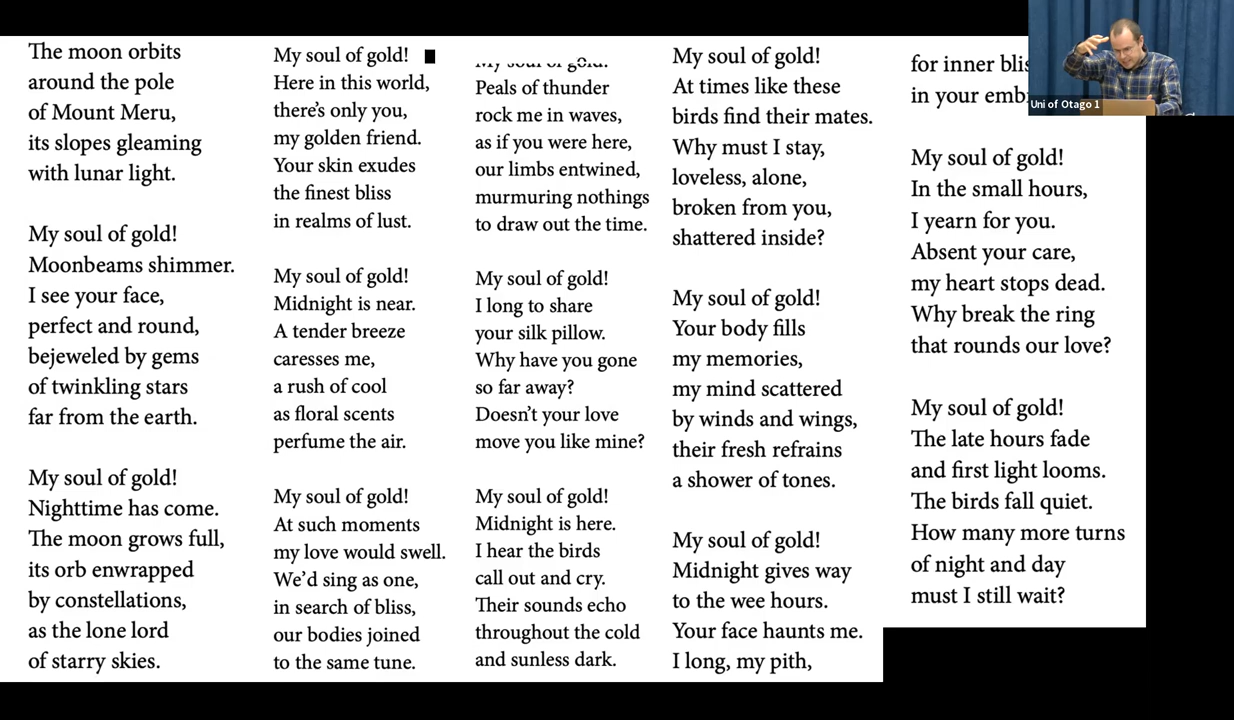 The moon orbits
around the pole
of Mount Meru,
its slopes gleaming
with lunar light.
My soul of gold!
Moonbeams shimmer.
I see your face,
perfect and round,
bejeweled by gems
of twinkling stars
far from the earth.
My soul of gold!
Nighttime has come.
The moon grows full,
its orb enwrapped
by constellations,
as the lone lord
of starry skies.
My soul of gold!
Here in this world,
there's only you,
my golden friend.
Your skin exudes
the finest bliss
in realms of lust.
My soul of gold!
Midnight is near.
A tender breeze
caresses me,
a rush of cool
as floral scents
perfume the air.
My soul of gold!
At such moments
my love would swell.
We'd sing as one,
in search of bliss,
our bodies joined
to the same tune.
My soul of gold!
Peals of thunder
rock me in waves,
as if you were here,
our limbs entwined,
murmuring nothings
to draw out the time.
My soul of gold!
I long to share
your silk pillow.
Why have you gone
so far away?
Doesn't your love
move you like mine?
My soul of gold!
Midnight is here.
I hear the birds
call out and cry.
Their sounds echo
throughout the cold
and sunless dark.
My soul of gold!
At times like these
birds find their mates.
Why must I stay,
loveless, alone,
broken from you,
shattered inside?
My soul of gold!
Your body fills
my memories,
my mind scattered
by winds and wings,
their fresh refrains
a shower of tones.
My soul of gold!
Midnight gives way
to the wee hours.
Your face haunts me.
I long, my pith,
for inner blis
in your emb
My soul of gold!
In the small hours,
I yearn for you.
Absent your care,
my heart stops dead.
Why break the ring
that rounds our love?
My soul of gold!
The late hours fade
and first light looms.
The birds fall quiet.
How many more turns
of night and day
must I still wait?
Uni of Otago 1